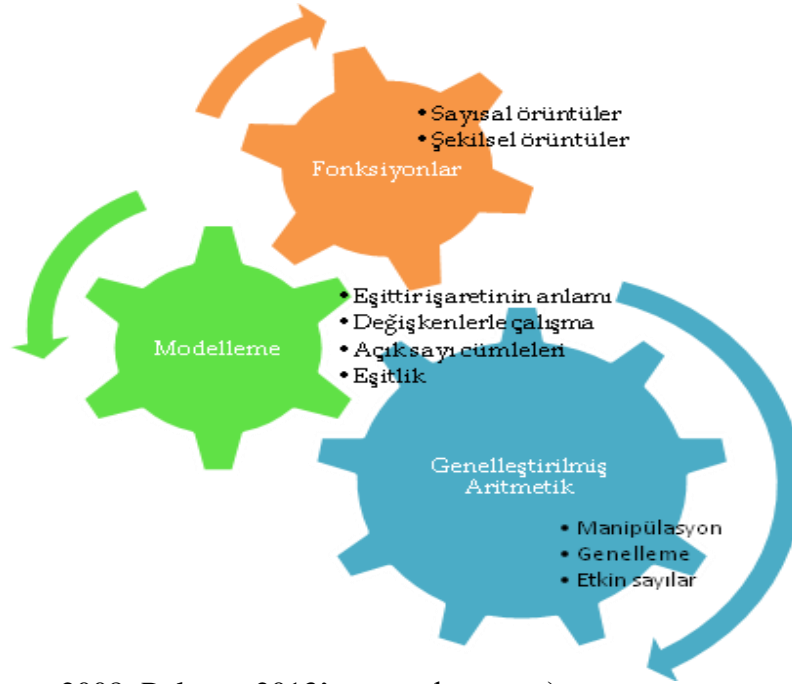 • Sayısal örüntüler
• Şekilsel örüntüler
Fonksiyonlar
• Eşittir işaretinin anlamı
• Değişkenlerle çalışma
• Açık sayı cümleleri
• Eşitlik
Modelleme
Genelleştirilmiş
Aritmetik
• Manipülasyon
• Genelleme
• Etkin sayılar